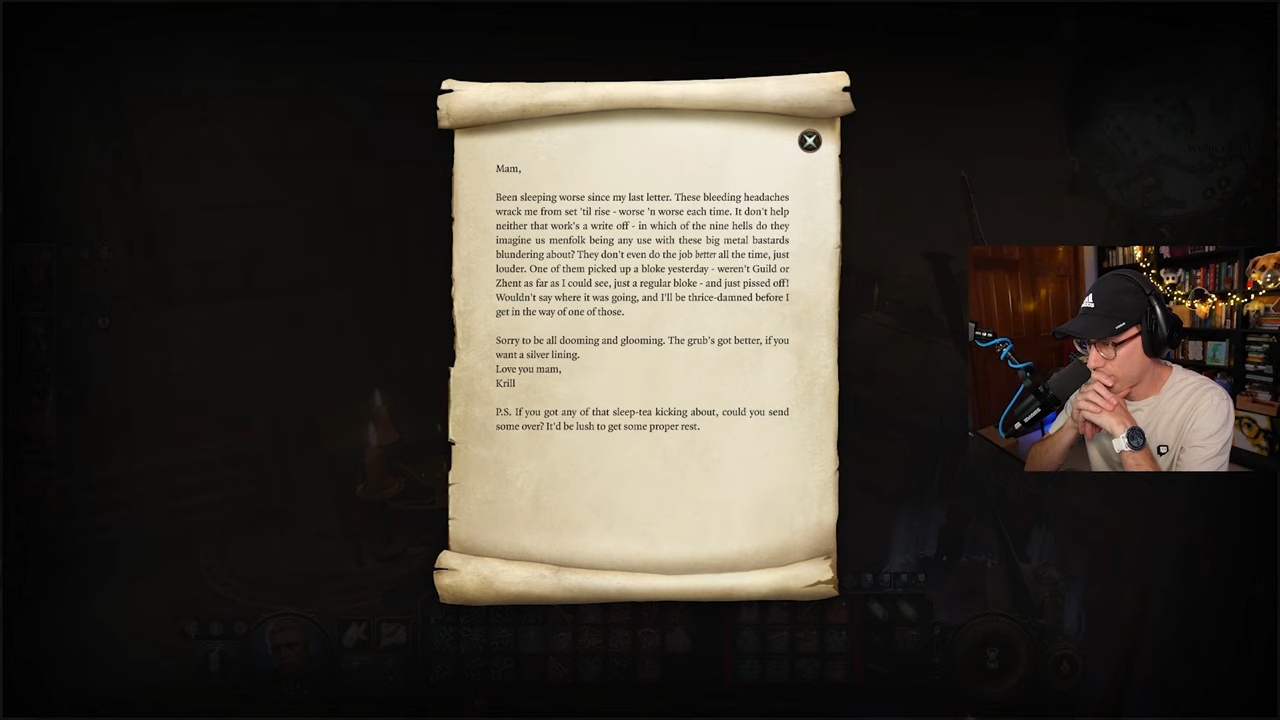 Mam,
Been sleeping worse since my last letter. These bleeding headaches
wrack me from set 'til rise - worse 'n worse each time. It don't help
neither that work's a write off - in which of the nine hells do they
imagine us menfolk being any use with these big metal bastards
blundering about? They don't even do the job better all the time, just
louder. One of them picked up a bloke yesterday - weren't Guild or
Zhent as far as I could see, just a regular bloke - and just pissed off!
Wouldn't say where it was going, and I'll be thrice-damned before I
get in the way of one of those.
Sorry to be all dooming and glooming. The grub's got better, if you
want a silver lining.
Love you mam,
Krill
P.S. If you got any of that sleep-tea kicking about, could you send
some over? It'd be lush to get some proper rest.